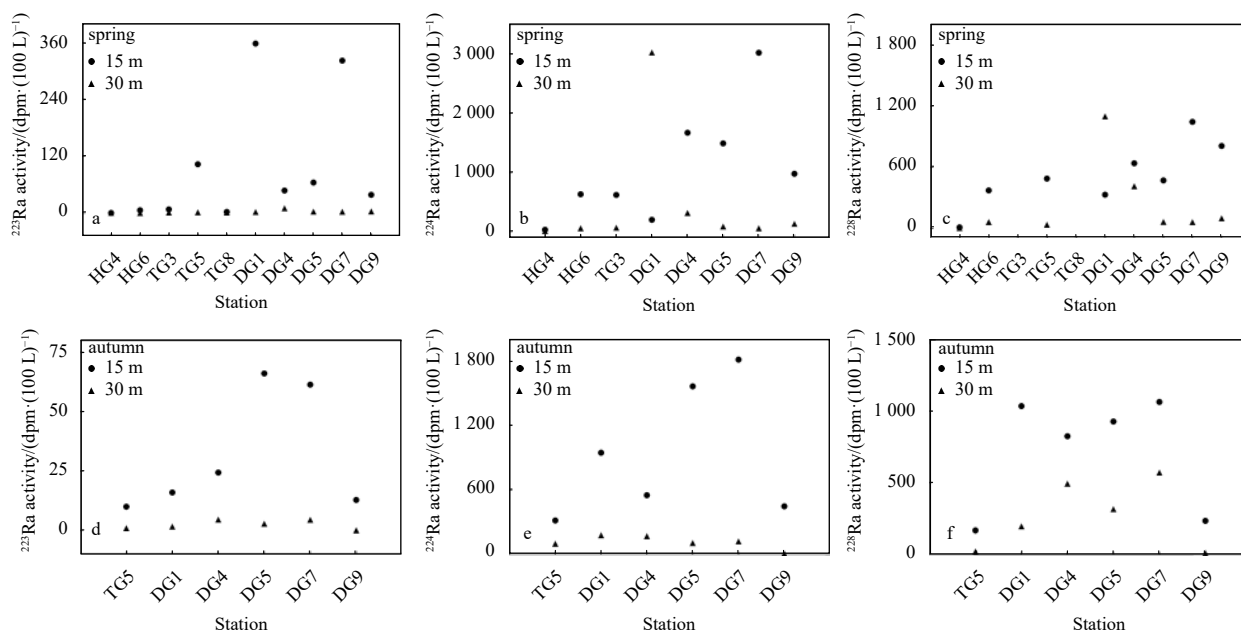 ²²³Ra activity/(dpm·(100 L)⁻¹)
spring
15 m
30 m
360
240
120
0
a
HG4 HG6 TG3 TG5 TG8 DG1 DG4 DG5 DG7 DG9
Station
²²⁴Ra activity/(dpm·(100 L)⁻¹)
spring
15 m
30 m
3 000
2 000
1 000
0
b
HG4 HG6 TG3 DG1 DG4 DG5 DG7 DG9
Station
²²⁸Ra activity/(dpm·(100 L)⁻¹)
spring
15 m
30 m
1 800
1 200
600
0
c
HG4 HG6 TG3 TG5 TG8 DG1 DG4 DG5 DG7 DG9
Station
²²³Ra activity/(dpm·(100 L)⁻¹)
autumn
15 m
30 m
75
50
25
0
d
TG5 DG1 DG4 DG5 DG7 DG9
Station
²²⁴Ra activity/(dpm·(100 L)⁻¹)
autumn
15 m
30 m
1 800
1 200
600
0
e
TG5 DG1 DG4 DG5 DG7 DG9
Station
²²⁸Ra activity/(dpm·(100 L)⁻¹)
autumn
15 m
30 m
1 500
1 000
500
0
f
TG5 DG1 DG4 DG5 DG7 DG9
Station